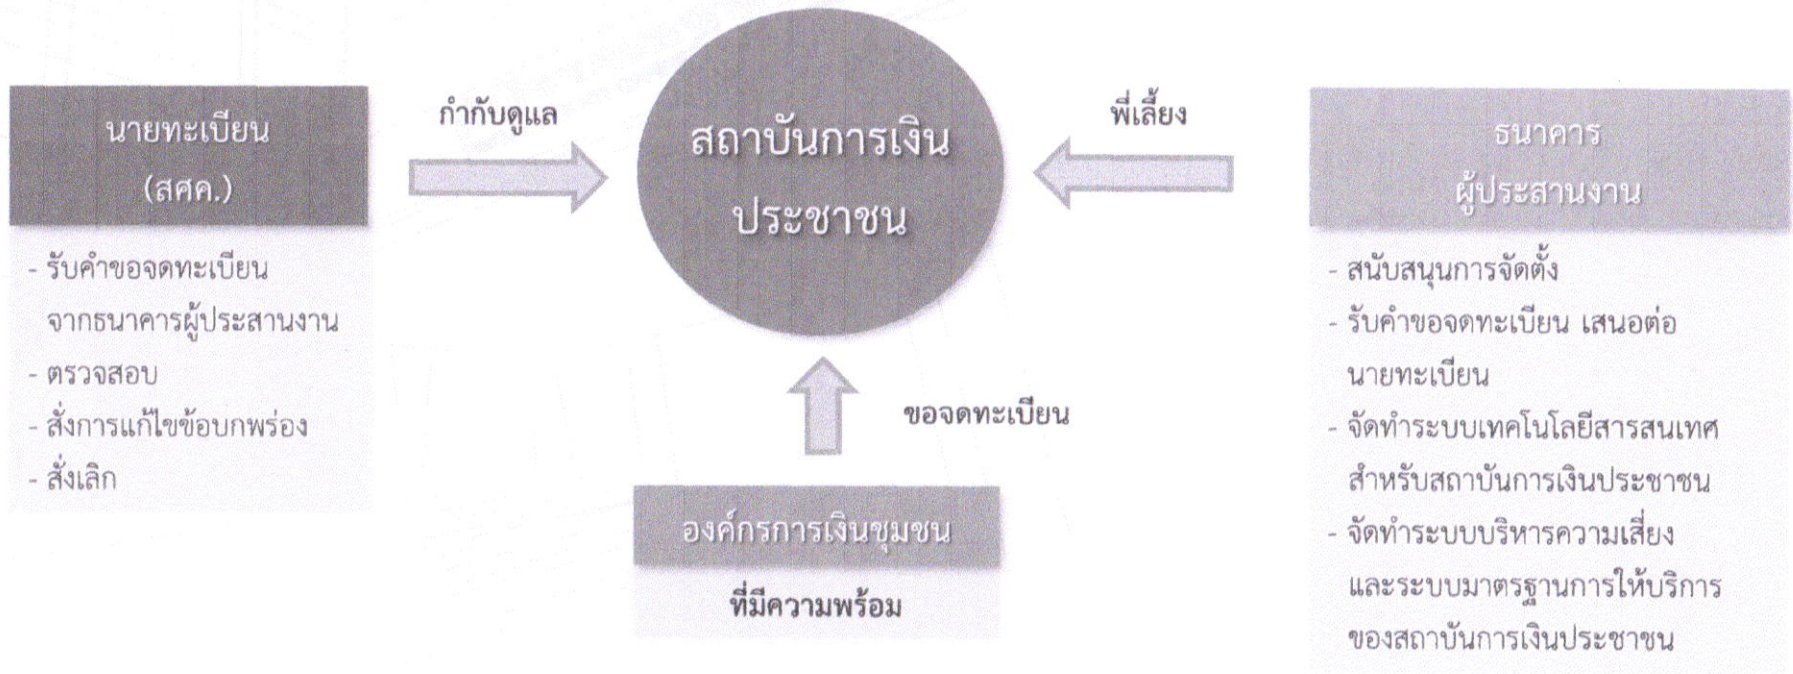 นายทะเบียน
(สศค.)
- รับคำขอจดทะเบียน
จากธนาคารผู้ประสานงาน
- ตรวจสอบ
- สั่งการแก้ไขข้อบกพร่อง
- สั่งเลิก
กำกับดูแล
สถาบันการเงิน
ประชาชน
ขอจดทะเบียน
องค์กรการเงินชุมชน
ที่มีความพร้อม
พี่เลี้ยง
ธนาคาร
ผู้ประสานงาน
- สนับสนุนการจัดตั้ง
- รับคำขอจดทะเบียน เสนอต่อ
นายทะเบียน
- จัดทำระบบเทคโนโลยีสารสนเทศ
สำหรับสถาบันการเงินประชาชน
- จัดทำระบบบริหารความเสี่ยง
และระบบมาตรฐานการให้บริการ
ของสถาบันการเงินประชาชน